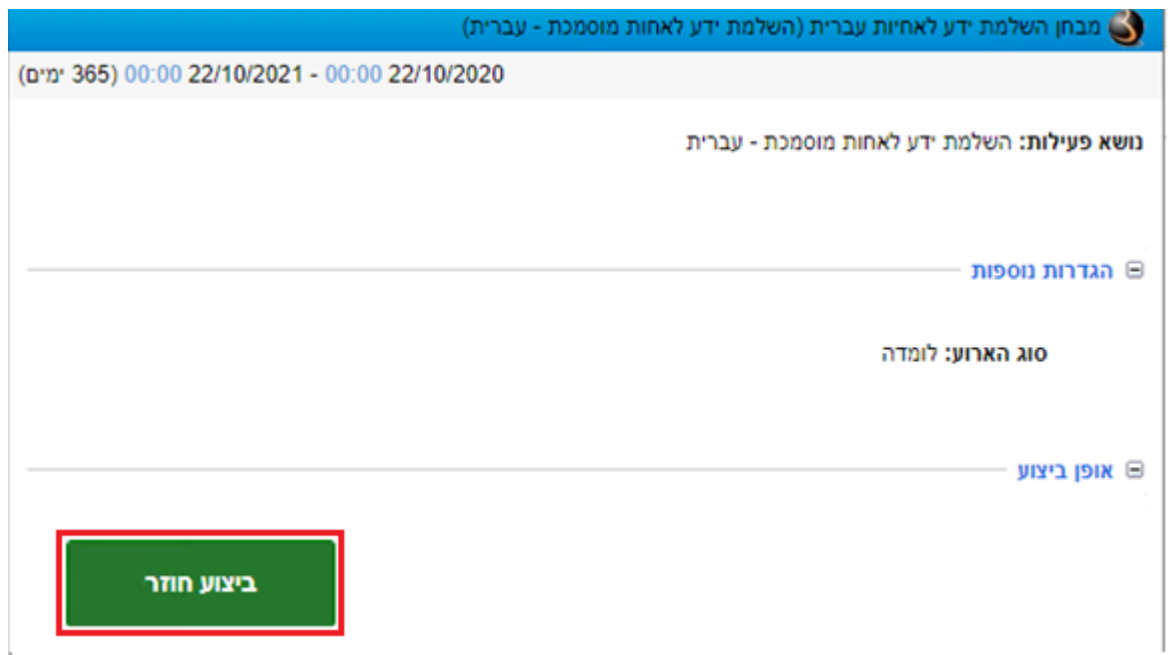 מבחן השלמת ידע לאחיות עברית (השלמת ידע לאחות מוסמכת - עברית)
22/10/2020 00:00 - 22/10/2021 00:00 (365 ימים)
נושא פעילות: השלמת ידע לאחות מוסמכת - עברית
הגדרות נוספות
סוג הארוע: לומדה
אופן ביצוע
ביצוע חוזר